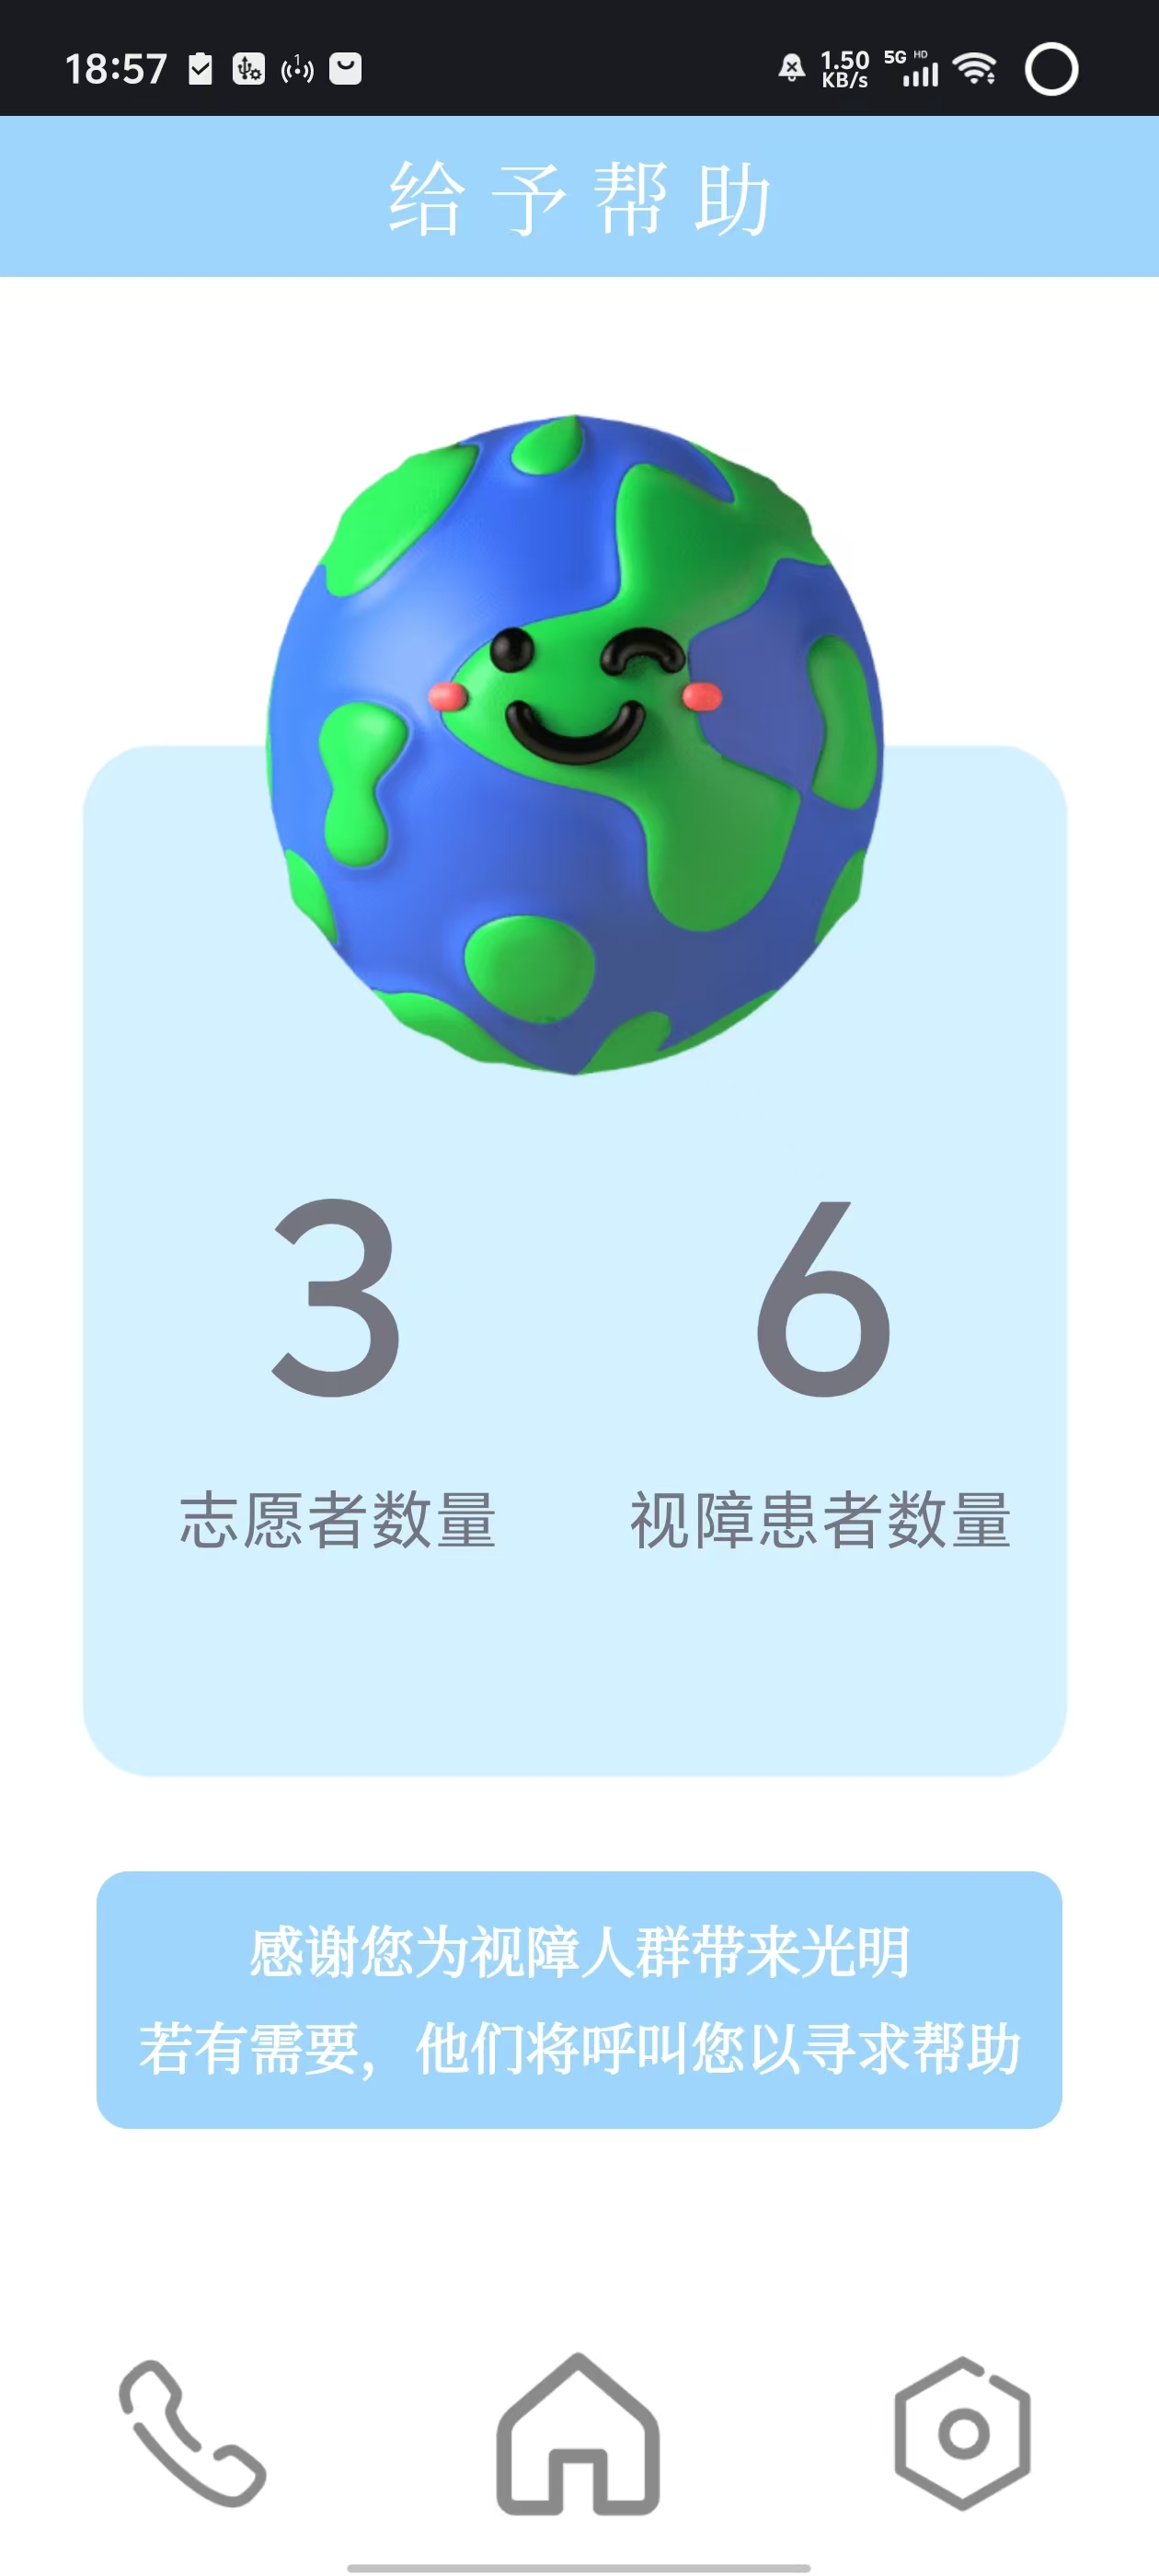 18:57
1.50 KB/s 5G HD
给予帮助
3 6
志愿者数量 视障患者数量
感谢您为视障人群带来光明
若有需要，他们将呼叫您以寻求帮助